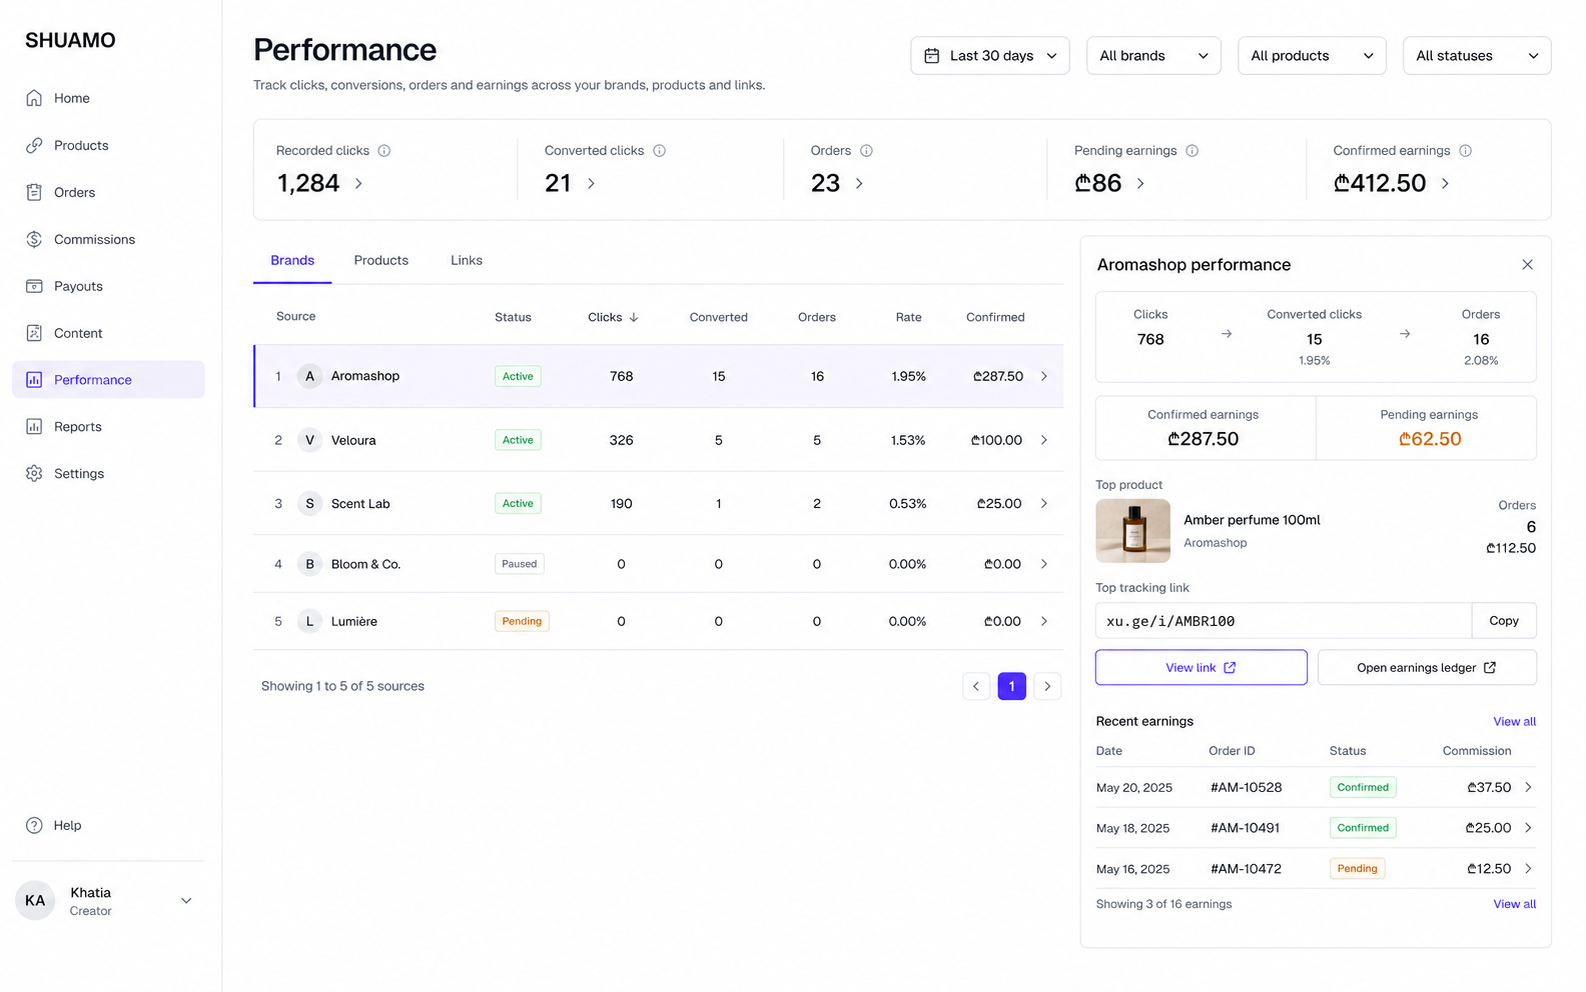 SHUAMO
Home
Products
Orders
Commissions
Payouts
Content
Performance
Reports
Settings
Help
KA
Khatia
Creator
Performance
Track clicks, conversions, orders and earnings across your brands, products and links.
Last 30 days
All brands
All products
All statuses
Recorded clicks
1,284
Converted clicks
21
Orders
23
Pending earnings
₾86
Confirmed earnings
₾412.50
Brands Products Links
Source Status Clicks ↓ Converted Orders Rate Confirmed
1 A Aromashop Active 768 15 16 1.95% ₾287.50
2 V Veloura Active 326 5 5 1.53% ₾100.00
3 S Scent Lab Active 190 1 2 0.53% ₾25.00
4 B Bloom & Co. Paused 0 0 0 0.00% ₾0.00
5 L Lumière Pending 0 0 0 0.00% ₾0.00
Showing 1 to 5 of 5 sources
1
Aromashop performance
Clicks → Converted clicks → Orders
768 15 16
1.95% 2.08%
Confirmed earnings Pending earnings
₾287.50 ₾62.50
Top product
Amber perfume 100ml
Aromashop
Orders
6
₾112.50
Top tracking link
xu.ge/i/AMBR100 Copy
View link Open earnings ledger
Recent earnings View all
Date Order ID Status Commission
May 20, 2025 #AM-10528 Confirmed ₾37.50
May 18, 2025 #AM-10491 Confirmed ₾25.00
May 16, 2025 #AM-10472 Pending ₾12.50
Showing 3 of 16 earnings View all